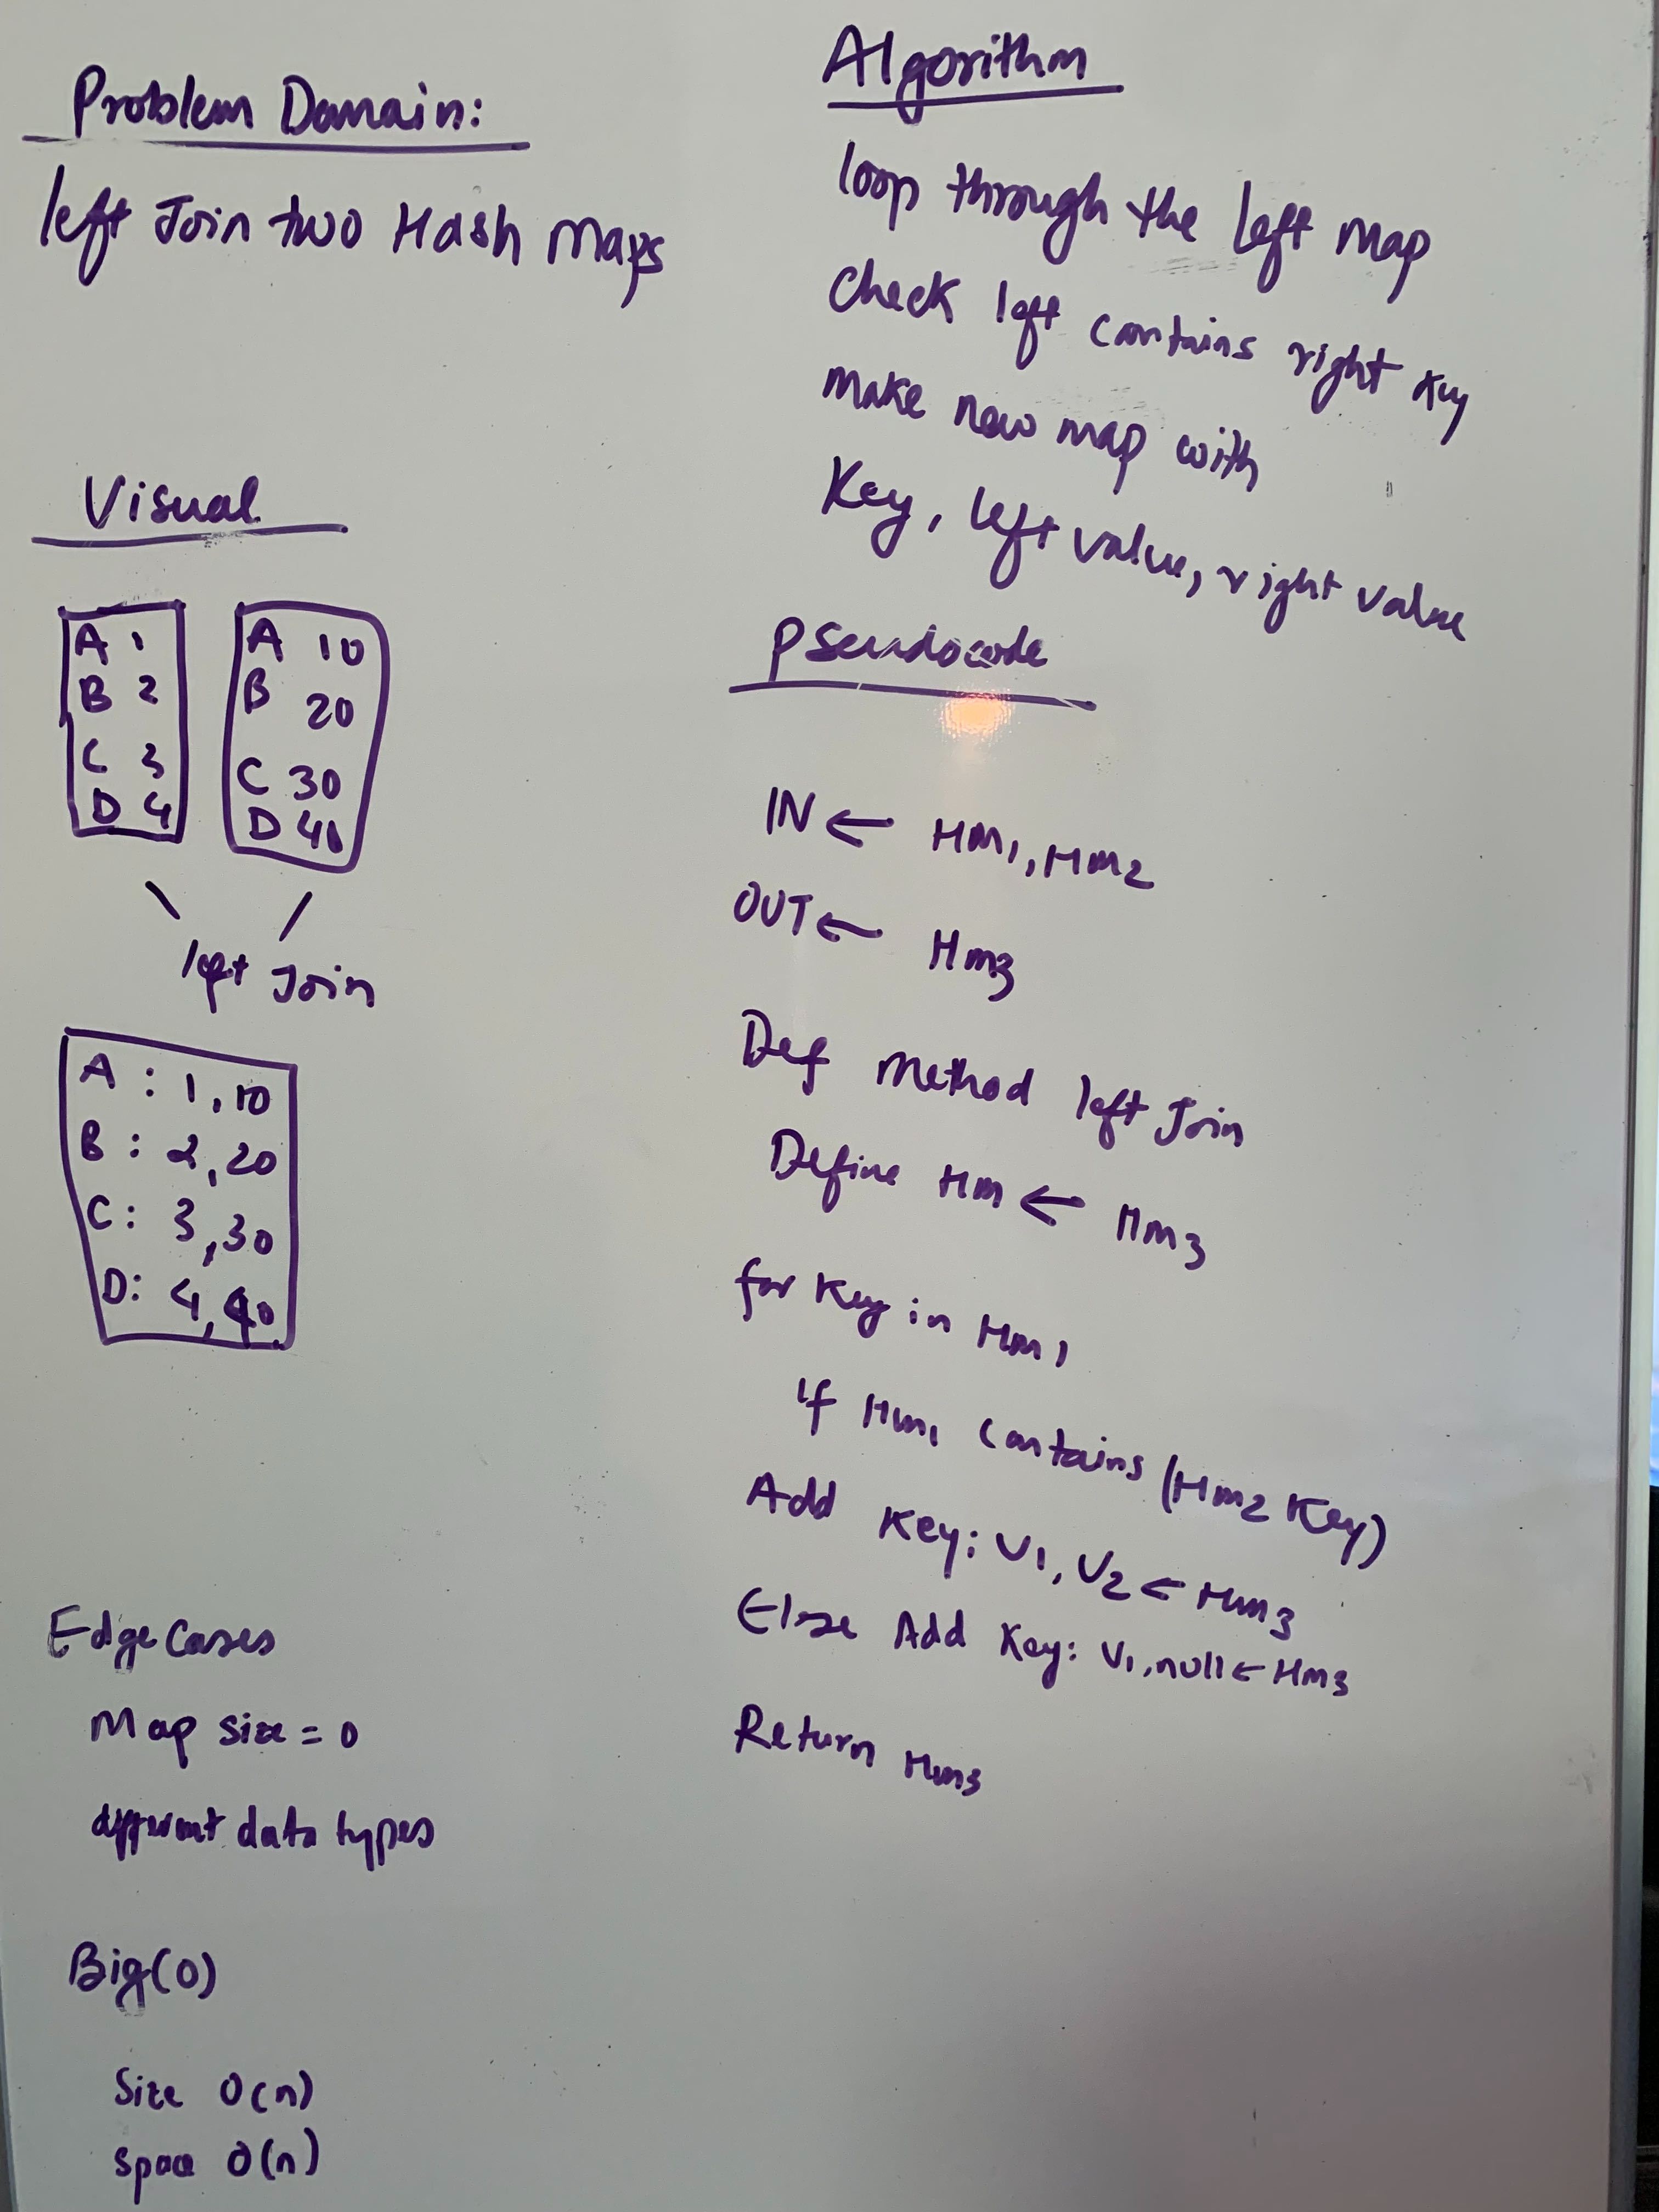 Problem Domain:
left Join two Hash Maps
Visual
A 1
B 2
C 3
D 4
A 10
B 20
C 30
D 40
left Join
A : 1,10
B : 2,20
C : 3,30
D: 4,40
Edge Cases
Map size = 0
different data types
Big(O)
Size O(n)
Space O(n)
Algorithm
loop through the left map
Check left contains right key
make new map with
Key, left value, right value
Pseudocode
IN ← HM1, HM2
OUT ← HM3
Def method left Join
Define HM ← HM3
for Key in HM1
if HM1 contains (HM2 Key)
Add Key: V1, V2 ← HM3
Else Add Key: V1, null ← HM3
Return HM3